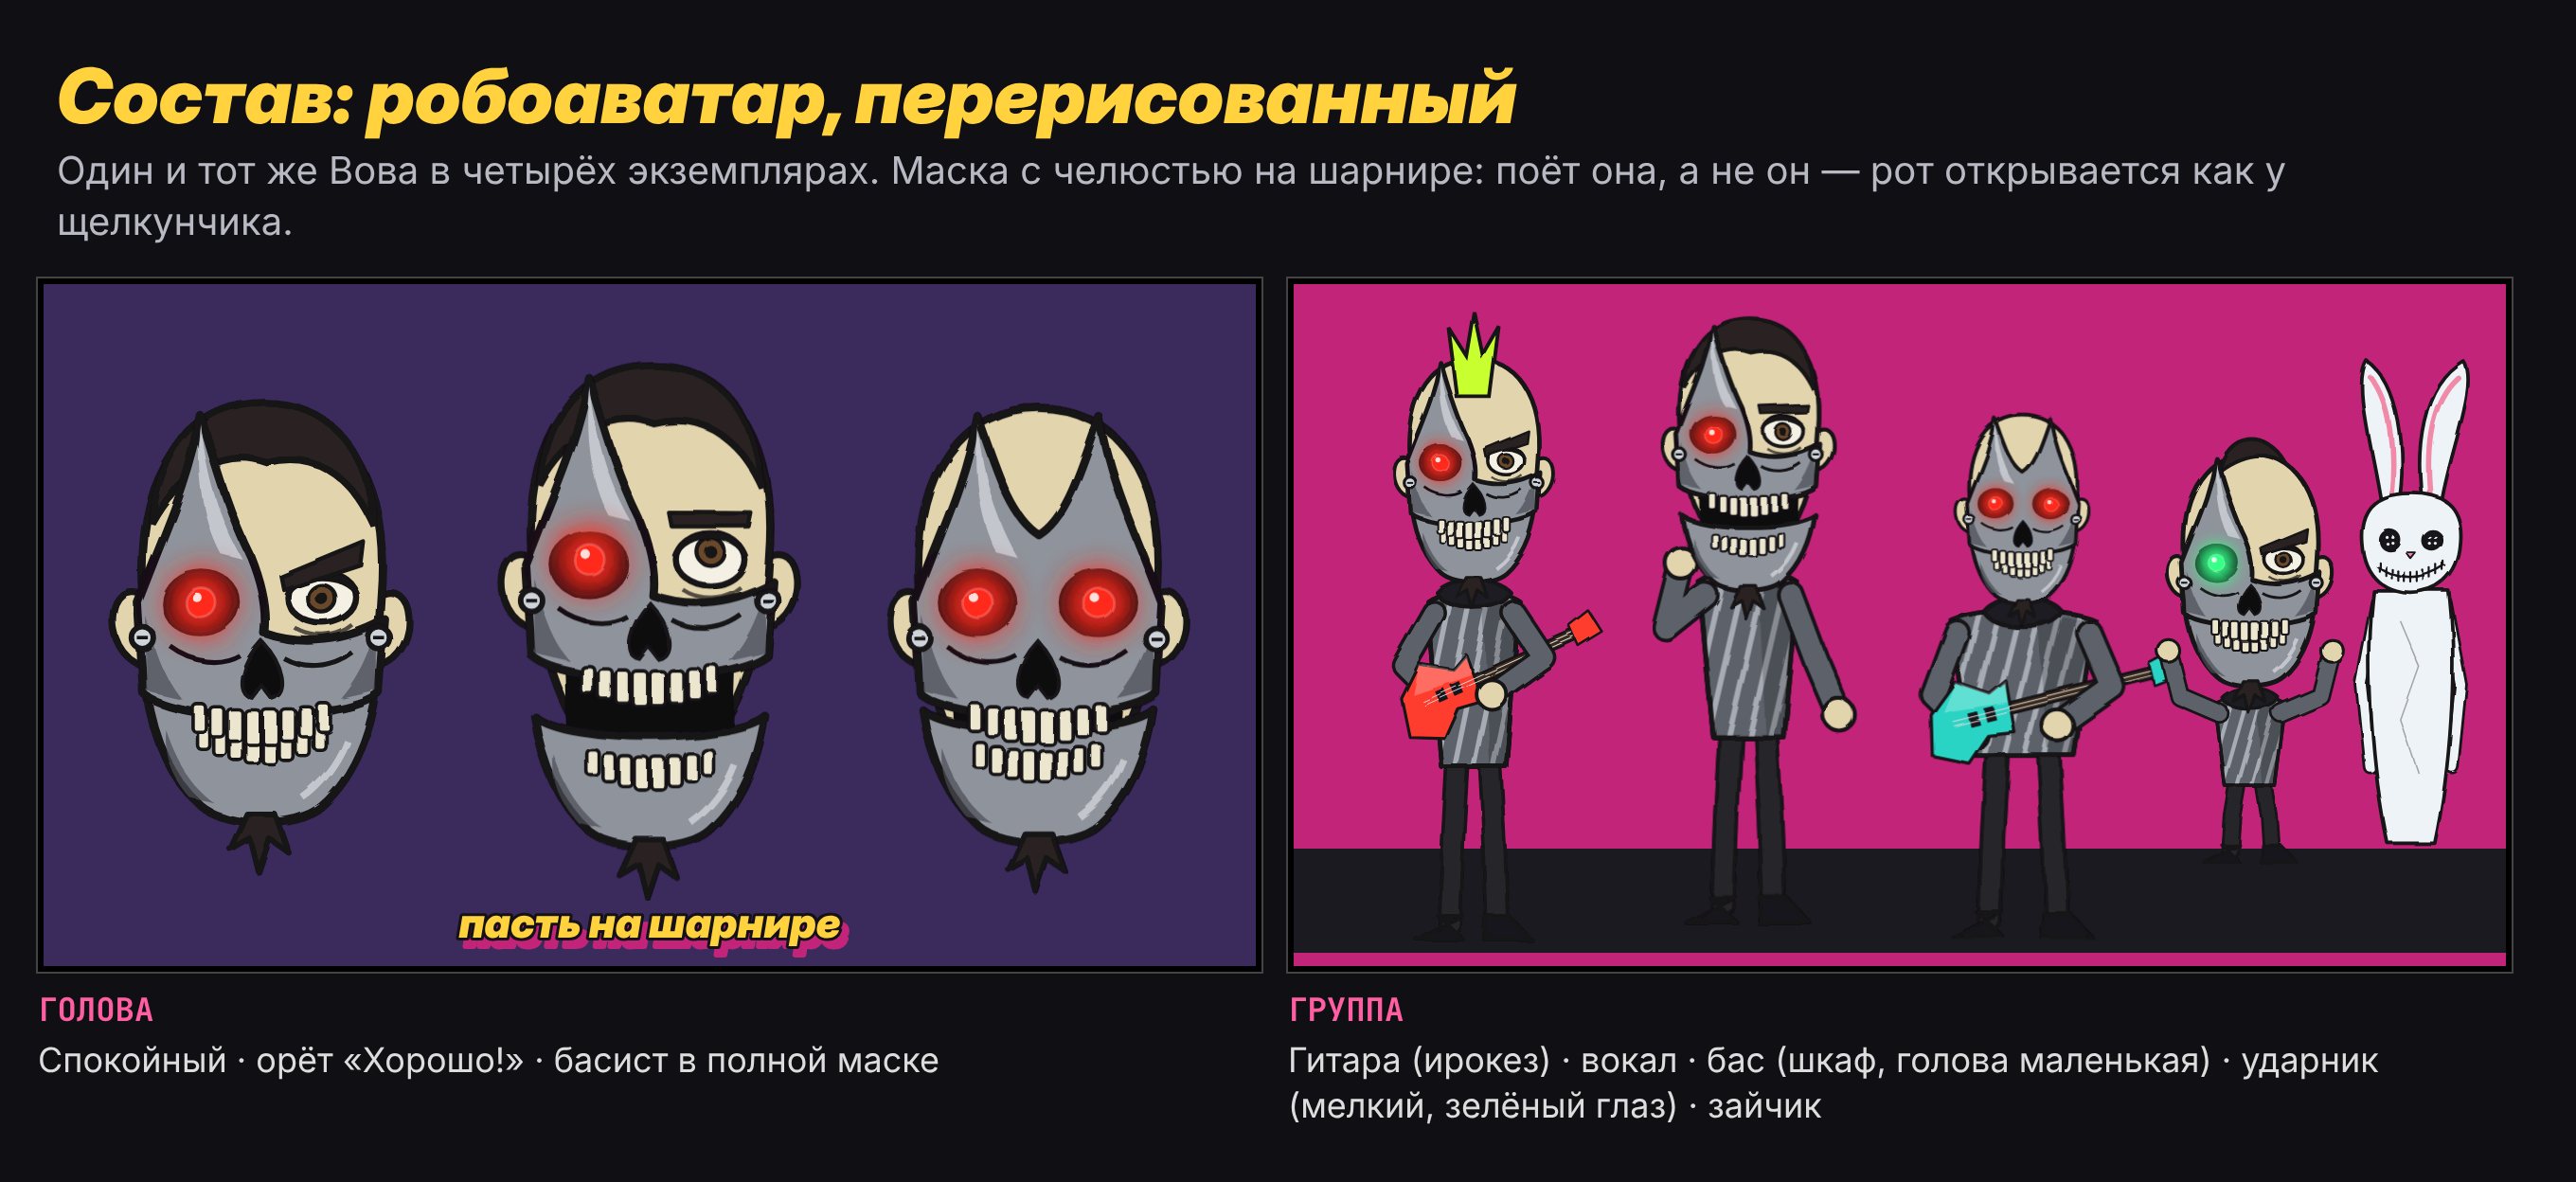 Состав: робоаватар, перерисованный
Один и тот же Вова в четырёх экземплярах. Маска с челюстью на шарнире: поёт она, а не он — рот открывается как у
щелкунчика.
пасть на шарнире
ГОЛОВА
Спокойный · орёт «Хорошо!» · басист в полной маске
ГРУППА
Гитара (ирокез) · вокал · бас (шкаф, голова маленькая) · ударник
(мелкий, зелёный глаз) · зайчик